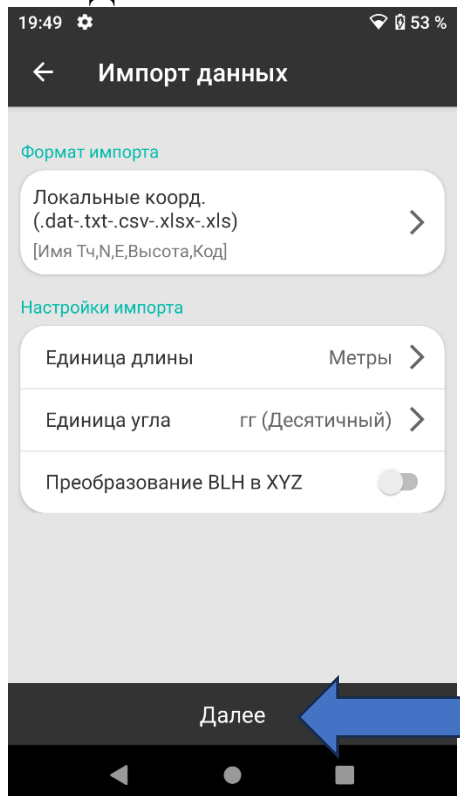 19:49 53 %
Импорт данных
Формат импорта
Локальные коорд.
(.dat-.txt-.csv-.xlsx-.xls)
[Имя Тч,N,E,Высота,Код]
Настройки импорта
Единица длины Метры
Единица угла гг (Десятичный)
Преобразование BLH в XYZ
Далее